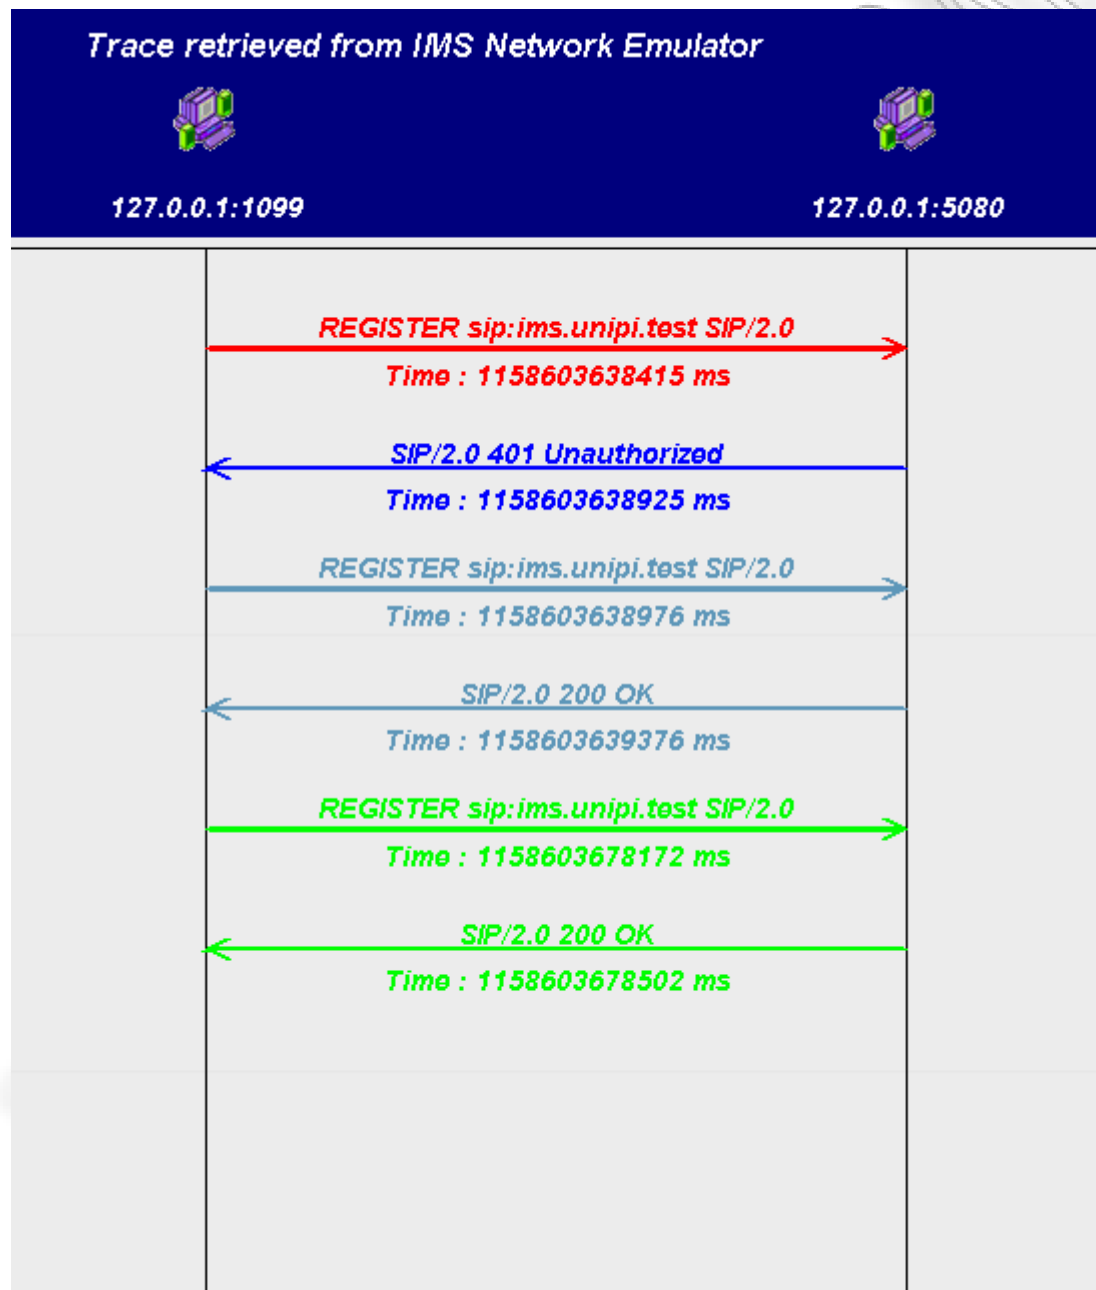 Trace retrieved from IMS Network Emulator
127.0.0.1:1099
127.0.0.1:5080
REGISTER sip:ims.unipi.test SIP/2.0
Time : 1158603638415 ms
SIP/2.0 401 Unauthorized
Time : 1158603638925 ms
REGISTER sip:ims.unipi.test SIP/2.0
Time : 1158603638976 ms
SIP/2.0 200 OK
Time : 1158603639376 ms
REGISTER sip:ims.unipi.test SIP/2.0
Time : 1158603678172 ms
SIP/2.0 200 OK
Time : 1158603678502 ms